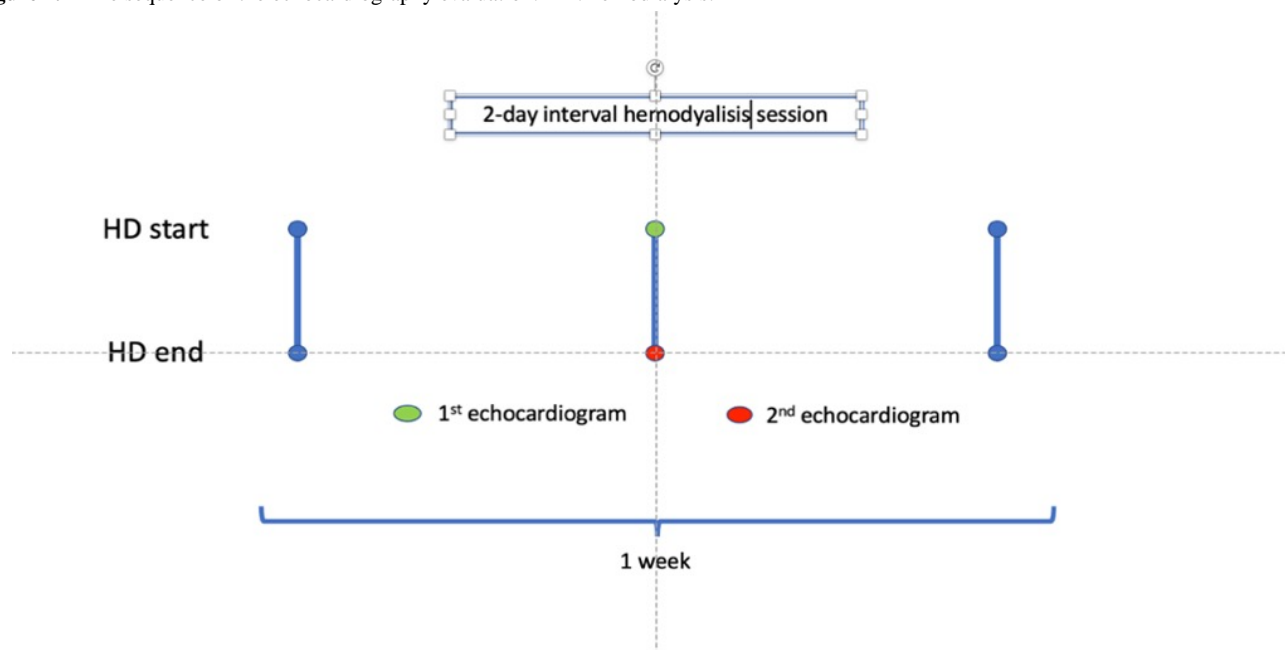 2-day interval hemodyalisis session
HD start
HD end
1st echocardiogram
2nd echocardiogram
1 week